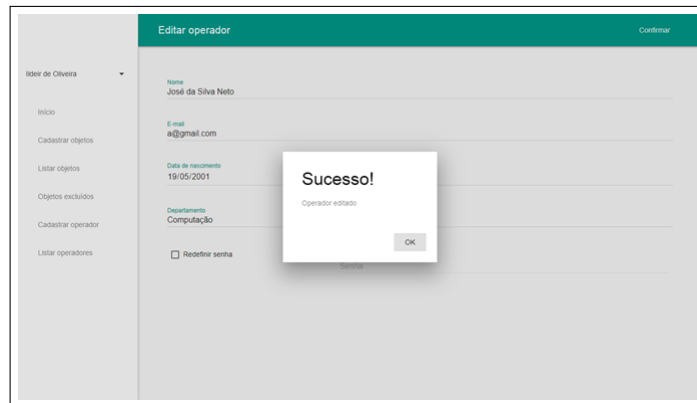 Editar operador
Confirmar
Ildeir de Oliveira
Início
Cadastrar objetos
Listar objetos
Objetos excluídos
Cadastrar operador
Listar operadores
Nome
José da Silva Neto
E-mail
a@gmail.com
Data de nascimento
19/05/2001
Departamento
Computação
Redefinir senha
Senha
Sucesso!
Operador editado
OK